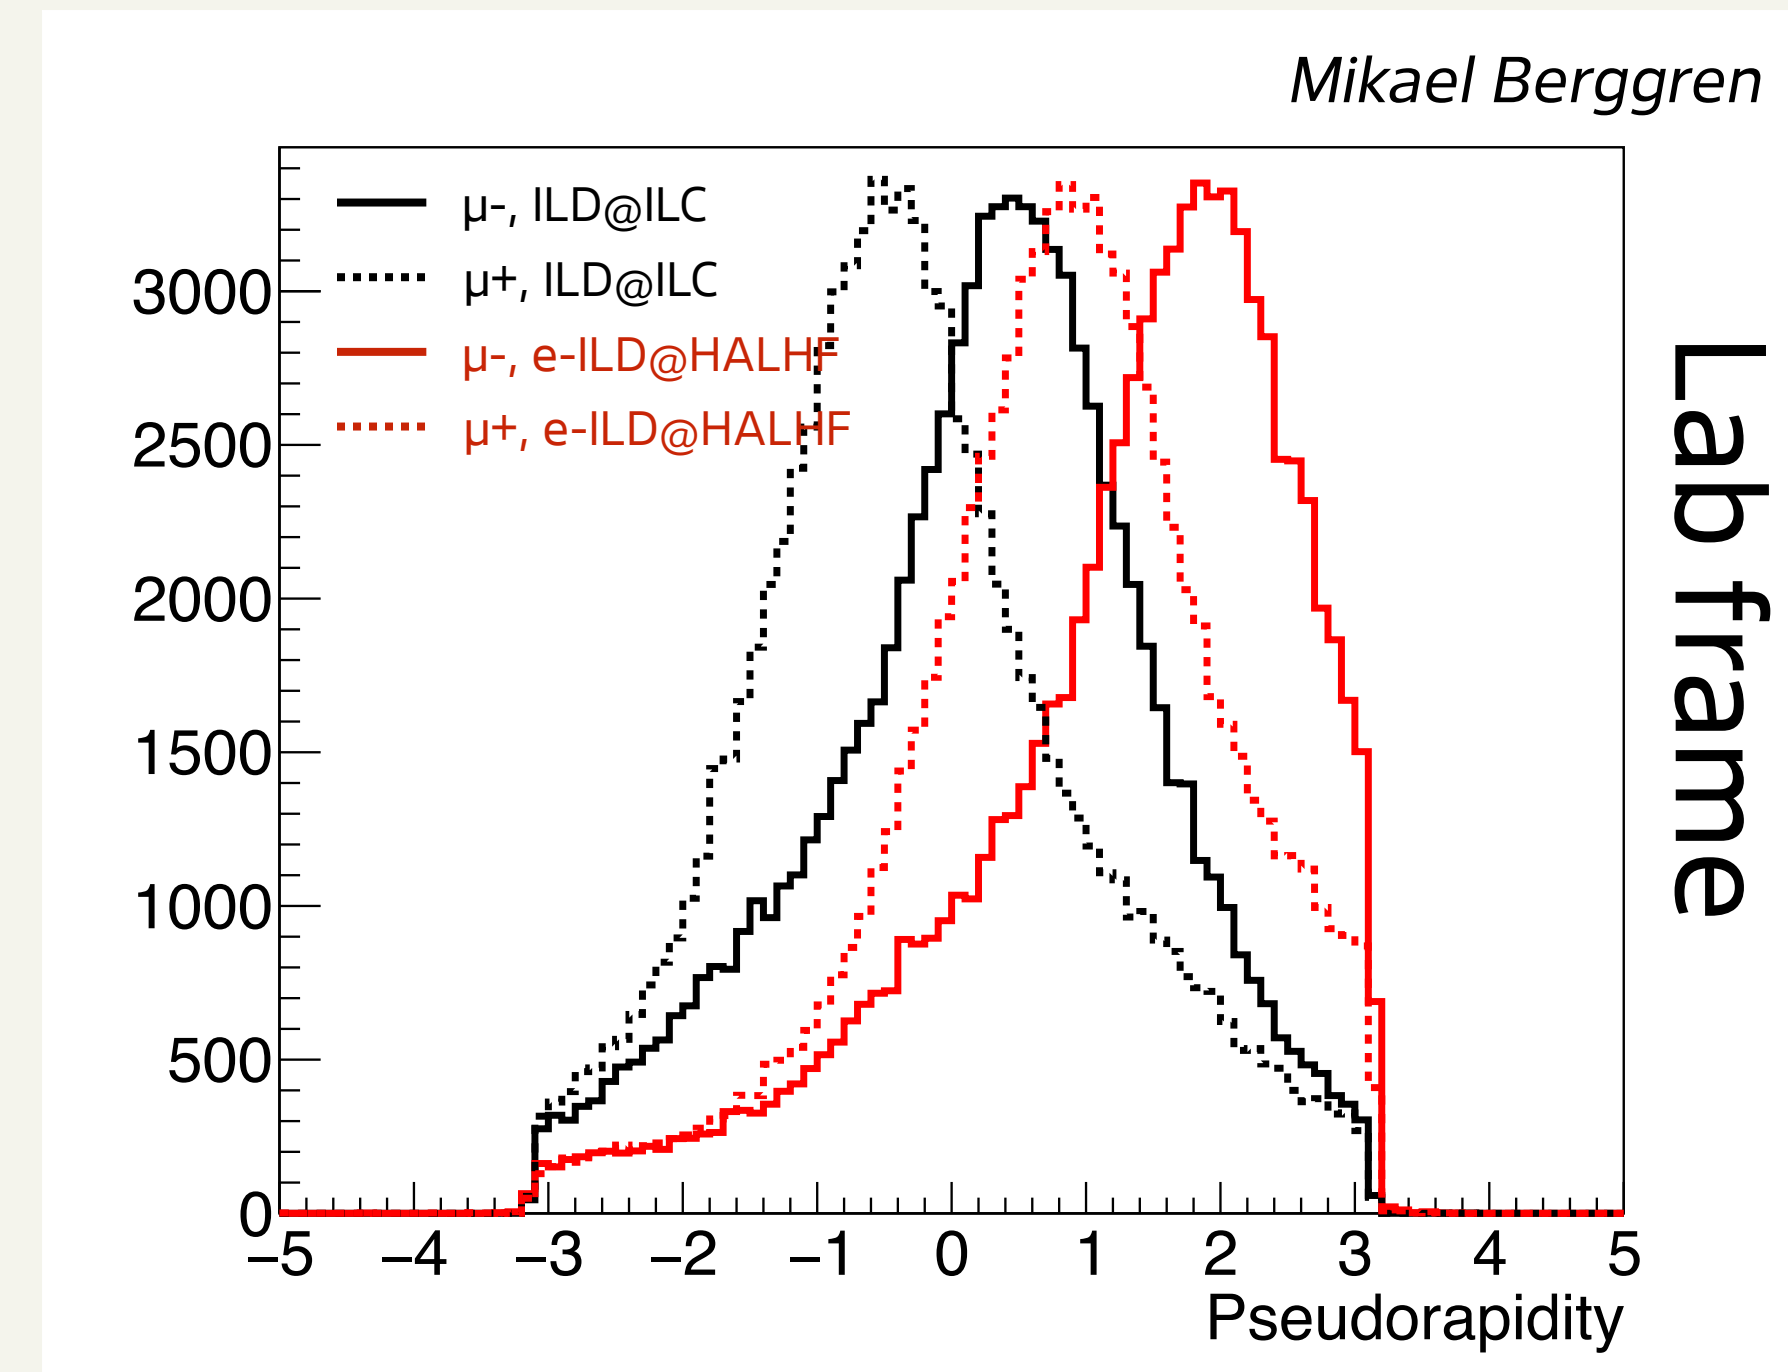 Mikael Berggren
μ-, ILD@ILC
μ+, ILD@ILC
μ-, e-ILD@HALHF
μ+, e-ILD@HALHF
3000
2500
2000
1500
1000
500
0
−5 −4 −3 −2 −1 0 1 2 3 4 5
Pseudorapidity
Lab frame